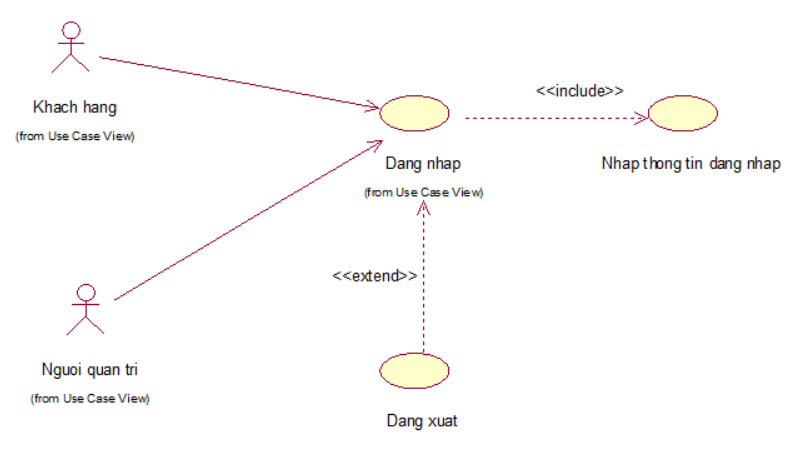 Khach hang
(from Use Case View)
<<include>>
Dang nhap
(from Use Case View)
Nhap thong tin dang nhap
<<extend>>
Nguoi quan tri
(from Use Case View)
Dang xuat